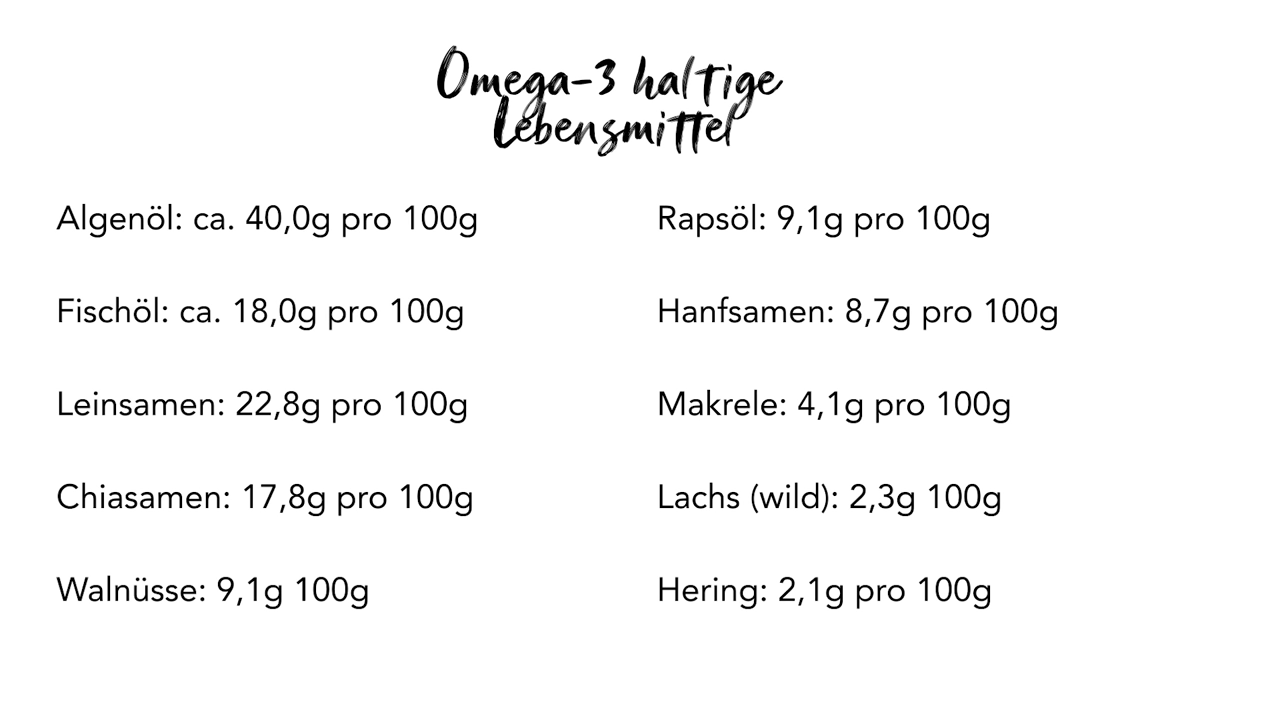 Omega-3 haltige
Lebensmittel
Algenöl: ca. 40,0g pro 100g
Fischöl: ca. 18,0g pro 100g
Leinsamen: 22,8g pro 100g
Chiasamen: 17,8g pro 100g
Walnüsse: 9,1g 100g
Rapsöl: 9,1g pro 100g
Hanfsamen: 8,7g pro 100g
Makrele: 4,1g pro 100g
Lachs (wild): 2,3g 100g
Hering: 2,1g pro 100g